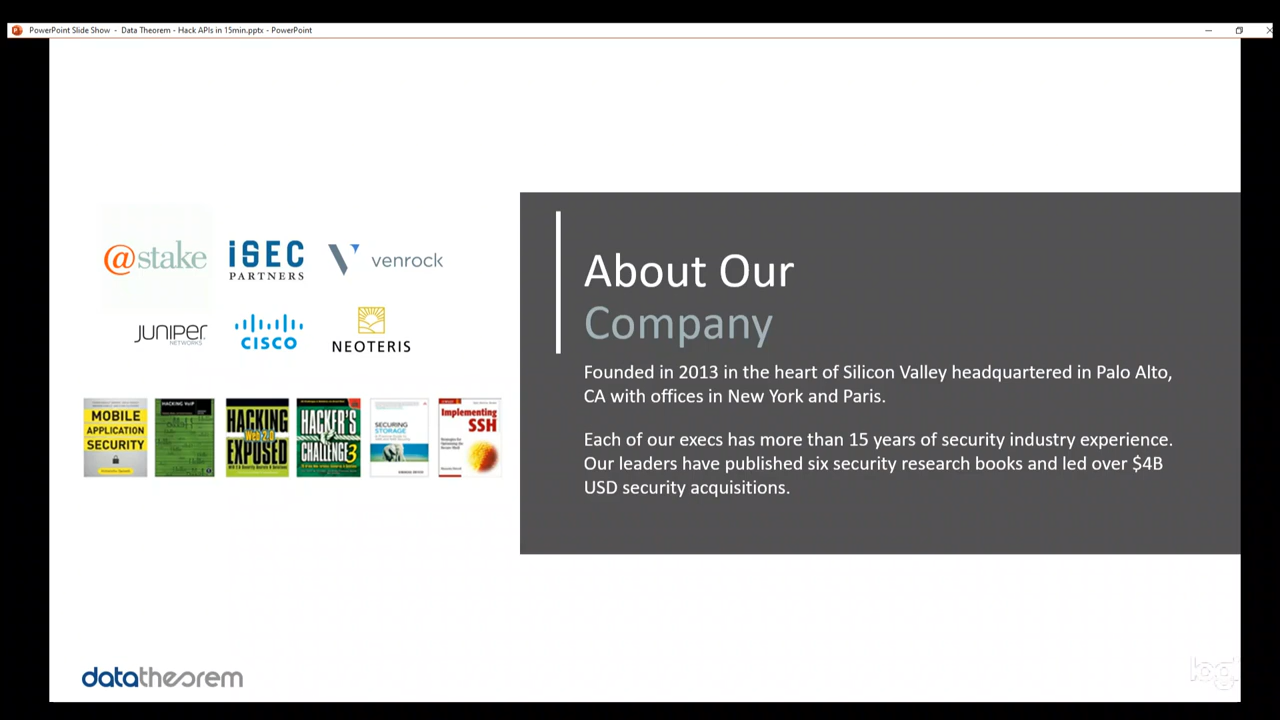 PowerPoint Slide Show - Data Theorem - Hack APIs in 15min.pptx - PowerPoint
@stake
iSEC
PARTNERS
venrock
JUNIPER
NETWORKS
CISCO
NEOTERIS
MOBILE
APPLICATION
SECURITY
HACKING VoIP
HACKING
Web 2.0
EXPOSED
HACKER'S
CHALLENGE
3
SECURING
STORAGE
Implementing
SSH
About Our
Company
Founded in 2013 in the heart of Silicon Valley headquartered in Palo Alto,
CA with offices in New York and Paris.
Each of our execs has more than 15 years of security industry experience.
Our leaders have published six security research books and led over $4B
USD security acquisitions.
datatheorem